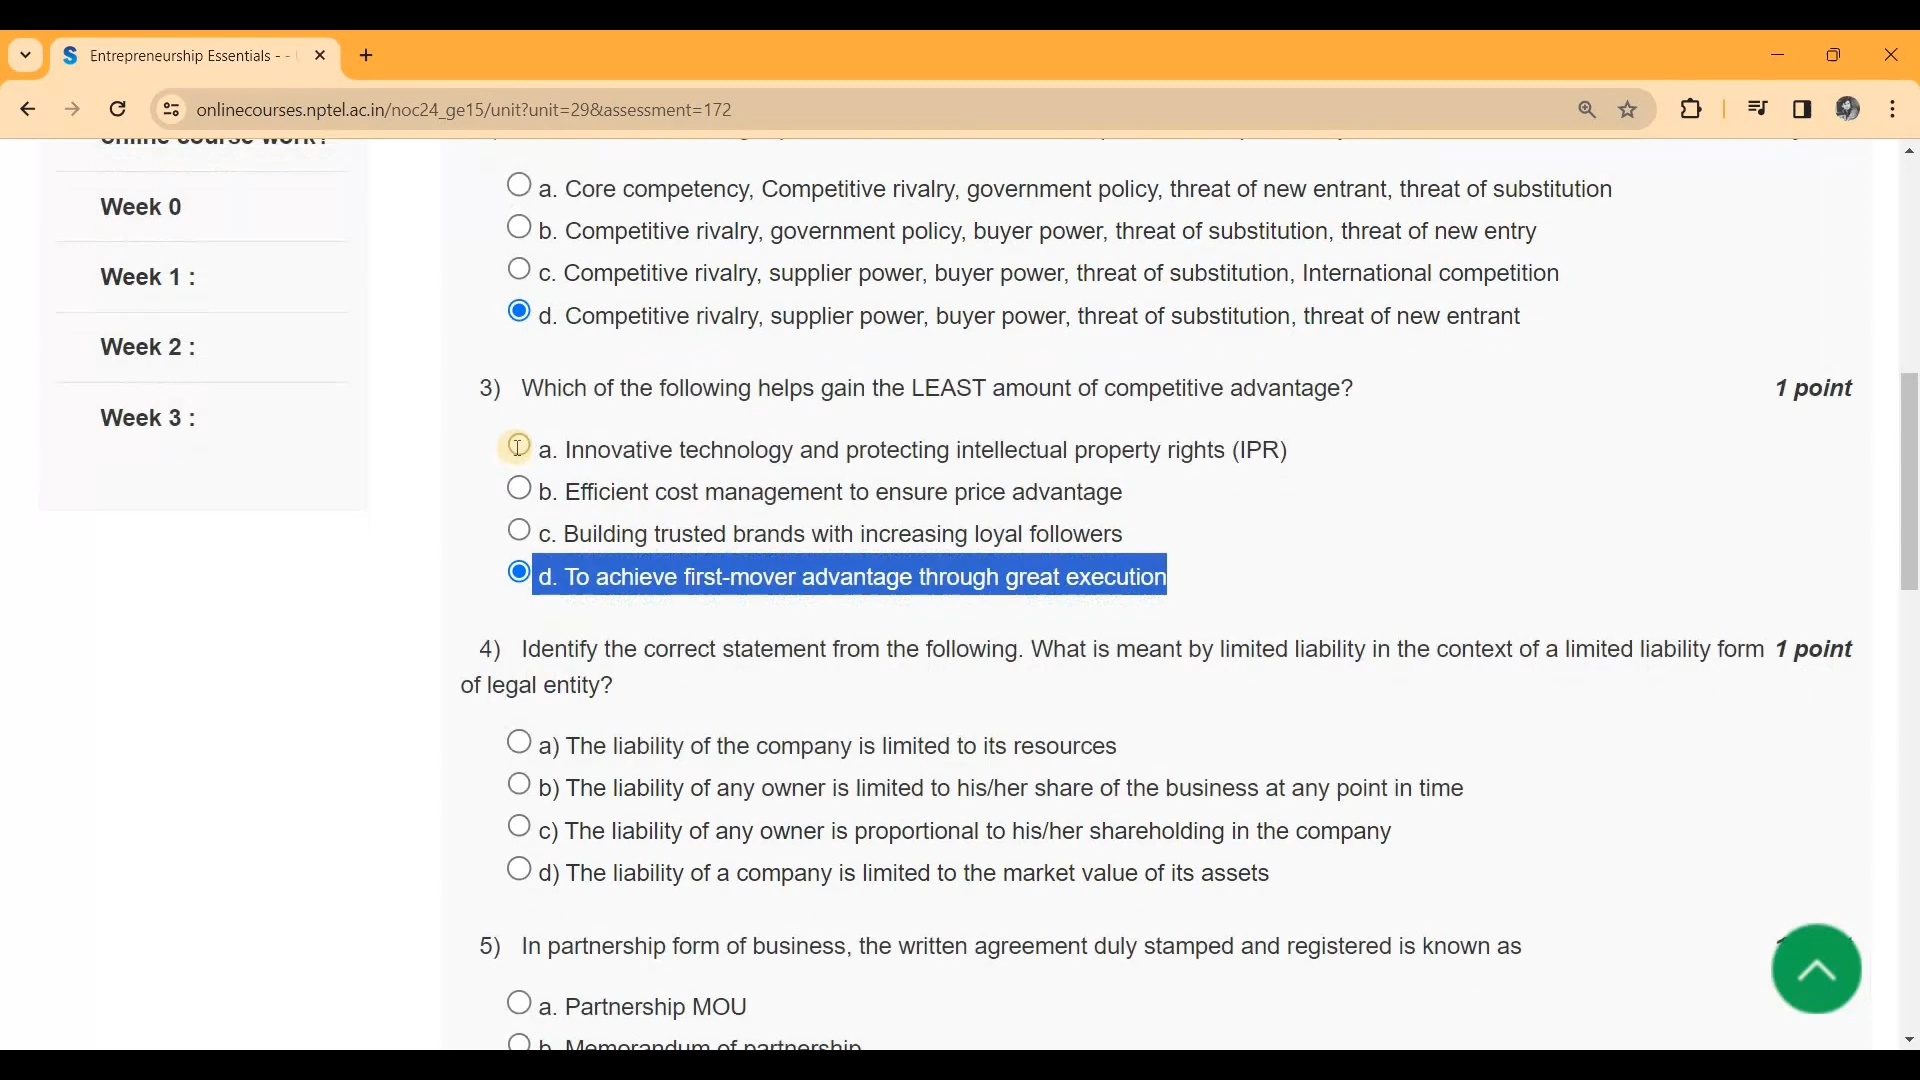 Entrepreneurship Essentials - -
onlinecourses.nptel.ac.in/noc24_ge15/unit?unit=29&assessment=172
online course work?
Week 0
Week 1 :
Week 2 :
Week 3 :
a. Core competency, Competitive rivalry, government policy, threat of new entrant, threat of substitution
b. Competitive rivalry, government policy, buyer power, threat of substitution, threat of new entry
c. Competitive rivalry, supplier power, buyer power, threat of substitution, International competition
d. Competitive rivalry, supplier power, buyer power, threat of substitution, threat of new entrant
3) Which of the following helps gain the LEAST amount of competitive advantage? 1 point
a. Innovative technology and protecting intellectual property rights (IPR)
b. Efficient cost management to ensure price advantage
c. Building trusted brands with increasing loyal followers
d. To achieve first-mover advantage through great execution
4) Identify the correct statement from the following. What is meant by limited liability in the context of a limited liability form 1 point
of legal entity?
a) The liability of the company is limited to its resources
b) The liability of any owner is limited to his/her share of the business at any point in time
c) The liability of any owner is proportional to his/her shareholding in the company
d) The liability of a company is limited to the market value of its assets
5) In partnership form of business, the written agreement duly stamped and registered is known as
a. Partnership MOU
b. Memorandum of partnership